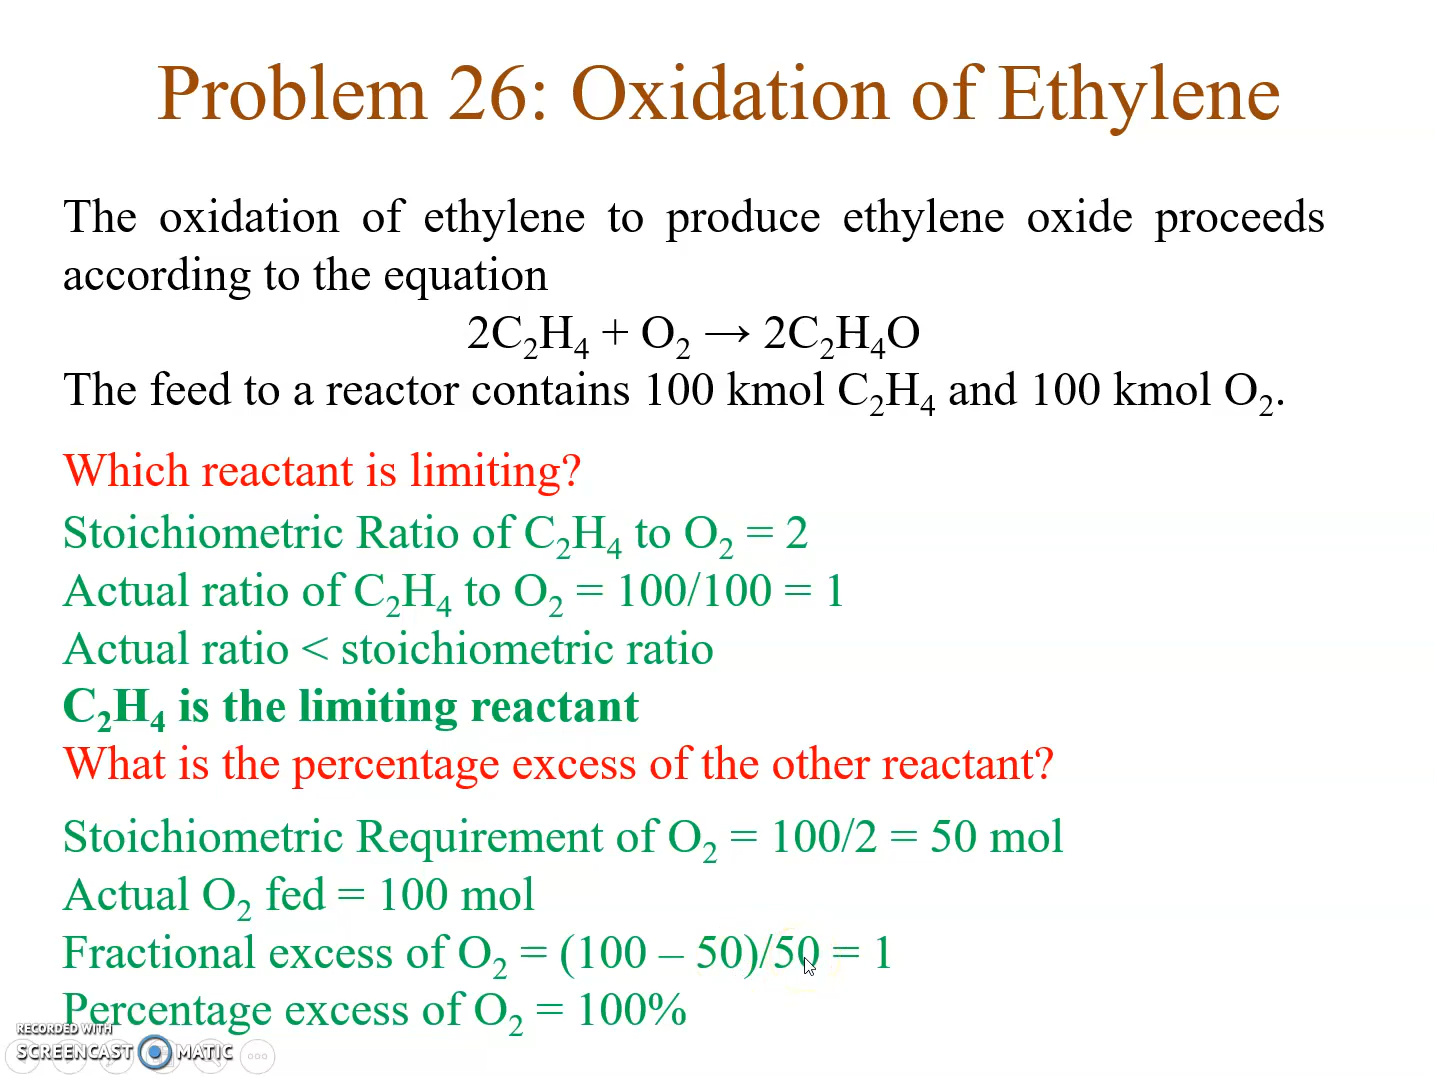 Problem 26: Oxidation of Ethylene
The oxidation of ethylene to produce ethylene oxide proceeds
according to the equation
2C₂H₄ + O₂ → 2C₂H₄O
The feed to a reactor contains 100 kmol C₂H₄ and 100 kmol O₂.
Which reactant is limiting?
Stoichiometric Ratio of C₂H₄ to O₂ = 2
Actual ratio of C₂H₄ to O₂ = 100/100 = 1
Actual ratio < stoichiometric ratio
C₂H₄ is the limiting reactant
What is the percentage excess of the other reactant?
Stoichiometric Requirement of O₂ = 100/2 = 50 mol
Actual O₂ fed = 100 mol
Fractional excess of O₂ = (100 – 50)/50 = 1
Percentage excess of O₂ = 100%
RECORDED WITH
SCREENCAST MATIC